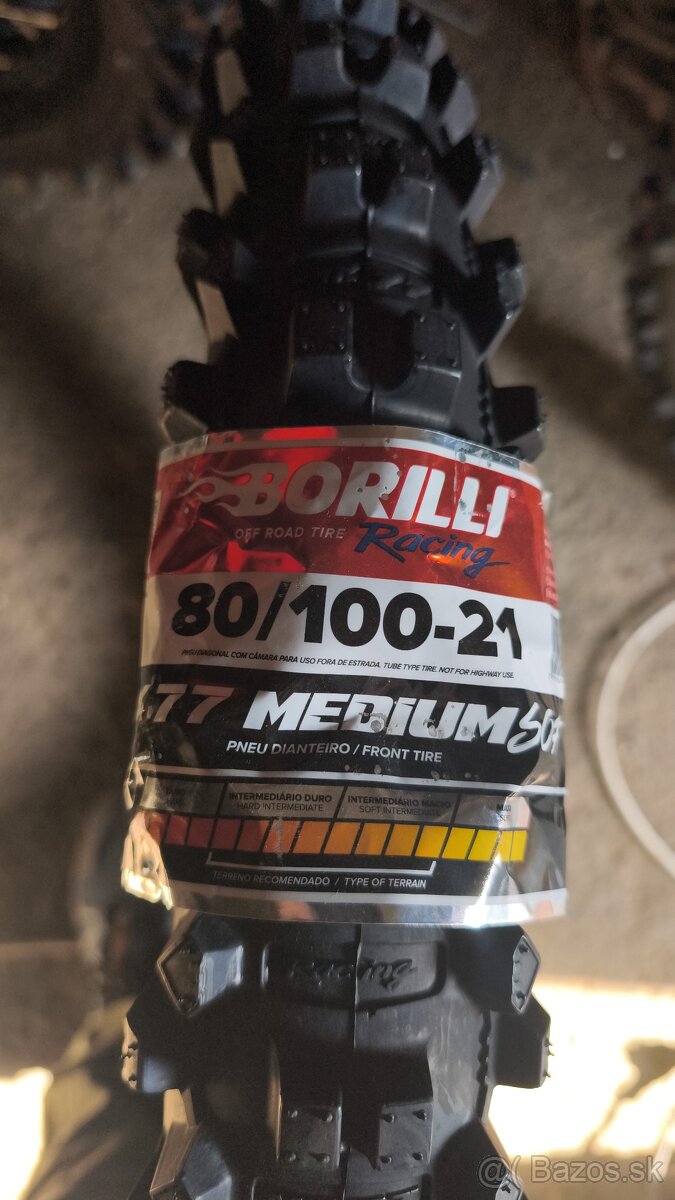 BORILLI
OFF ROAD TIRE Racing
80/100-21
PNEU DIAGONAL COM CÂMARA PARA USO FORA DE ESTRADA. TUBE TYPE TIRE. NOT FOR HIGHWAY USE.
77 MEDIUM
PNEU DIANTEIRO / FRONT TIRE
INTERMEDIÁRIO DURO INTERMEDIÁRIO MACIO
HARD INTERMEDIATE SOFT INTERMEDIATE
TERRENO RECOMENDADO / TYPE OF TERRAIN
Racing
Bazos.sk